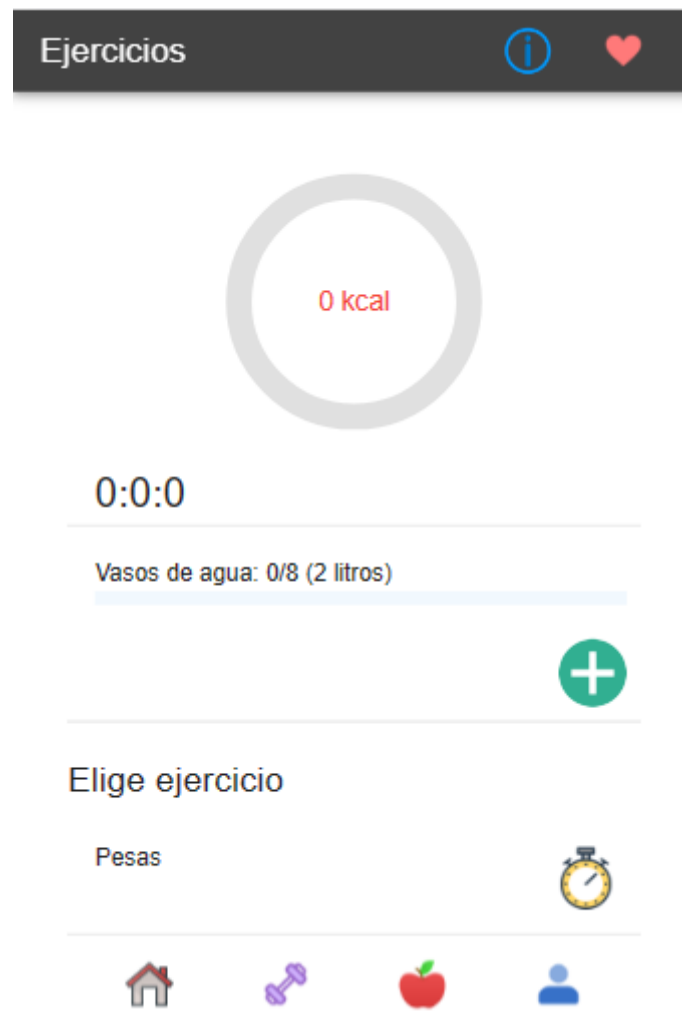 Ejercicios
0 kcal
0:0:0
Vasos de agua: 0/8 (2 litros)
Elige ejercicio
Pesas